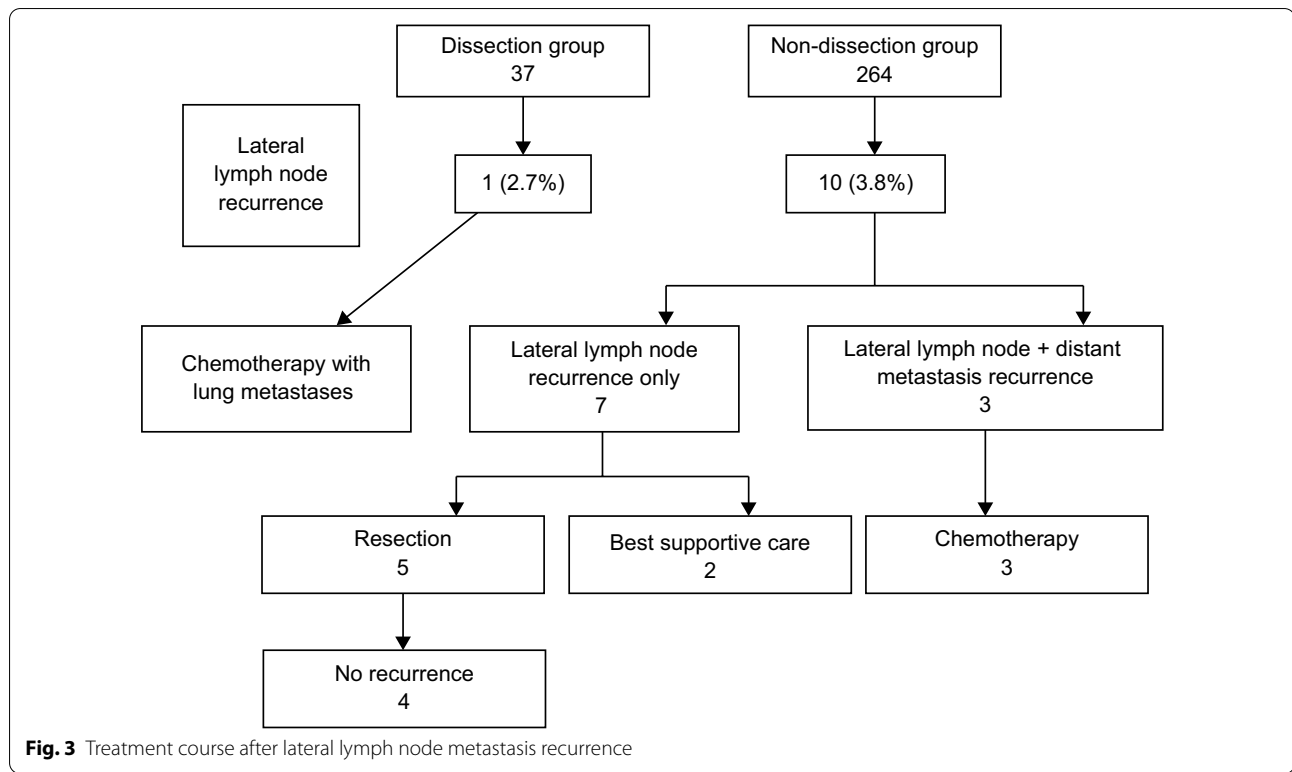 Dissection group
37
Non-dissection group
264
Lateral
lymph node
recurrence
1 (2.7%)
10 (3.8%)
Chemotherapy with
lung metastases
Lateral lymph node
recurrence only
7
Lateral lymph node + distant
metastasis recurrence
3
Resection
5
Best supportive care
2
Chemotherapy
3
No recurrence
4
Fig. 3 Treatment course after lateral lymph node metastasis recurrence